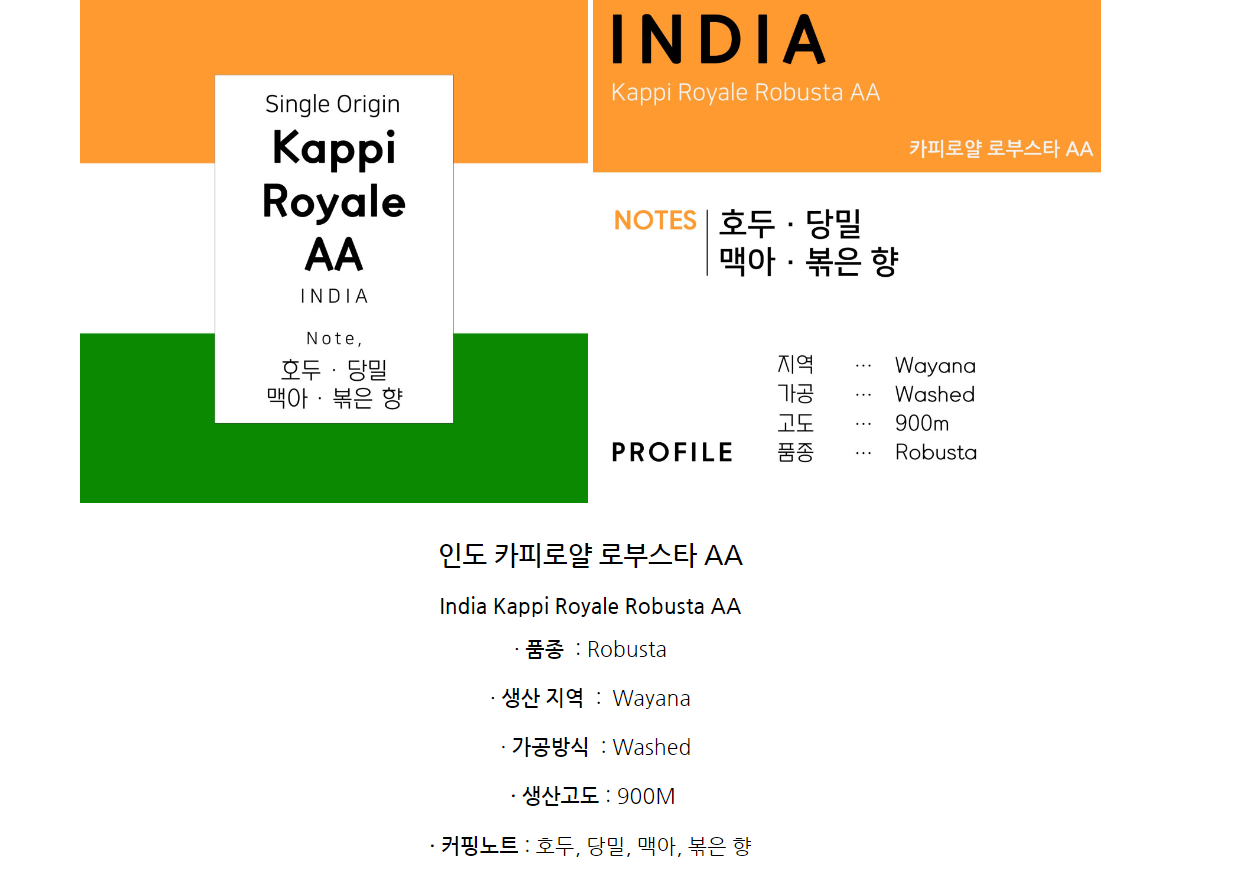 Single Origin
Kappi
Royale
AA
INDIA
Note,
호두 · 당밀
맥아 · 볶은 향
INDIA
Kappi Royale Robusta AA
카피로얄 로부스타 AA
NOTES
호두 · 당밀
맥아 · 볶은 향
PROFILE
지역 ··· Wayana
가공 ··· Washed
고도 ··· 900m
품종 ··· Robusta
인도 카피로얄 로부스타 AA
India Kappi Royale Robusta AA
· 품종 : Robusta
· 생산 지역 : Wayana
· 가공방식 : Washed
· 생산고도 : 900M
· 커핑노트 : 호두, 당밀, 맥아, 볶은 향